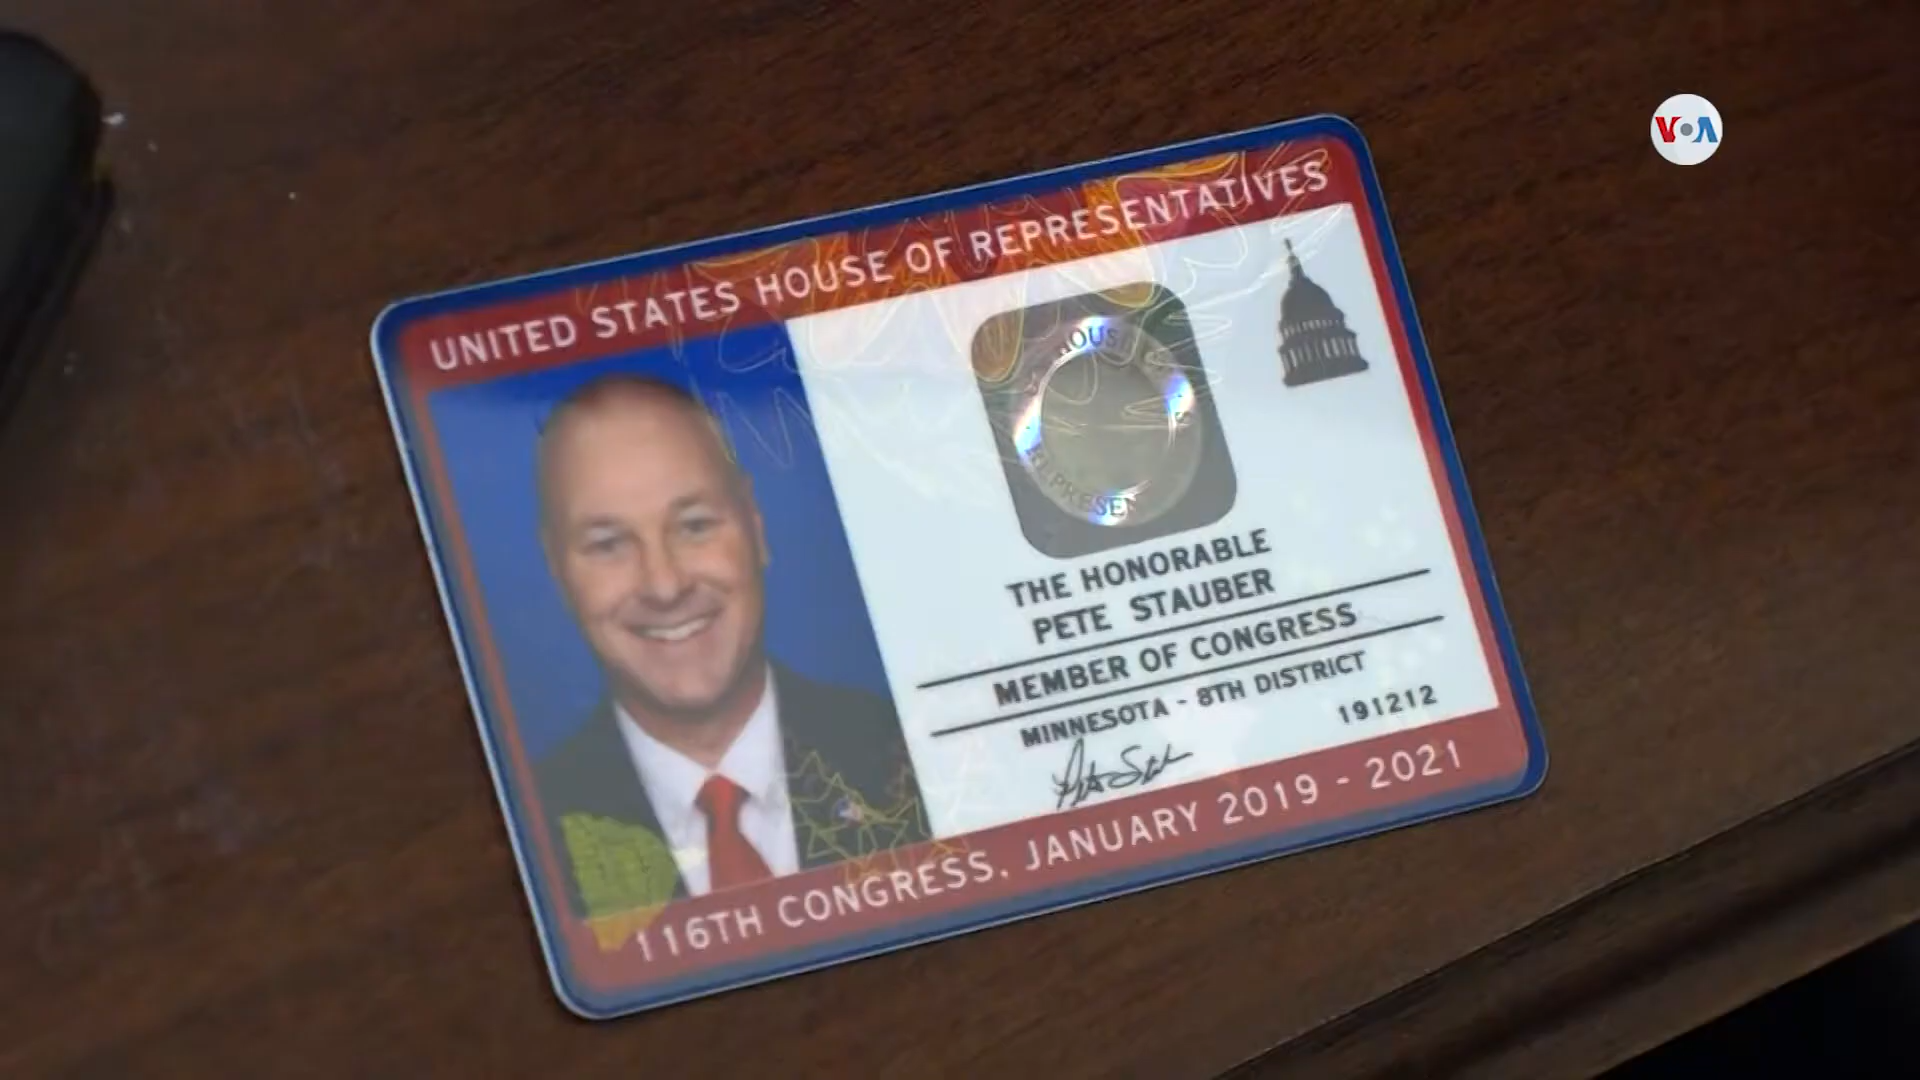 VOA
UNITED STATES HOUSE OF REPRESENTATIVES
THE HONORABLE
PETE STAUBER
MEMBER OF CONGRESS
MINNESOTA - 8TH DISTRICT
191212
116TH CONGRESS, JANUARY 2019 - 2021